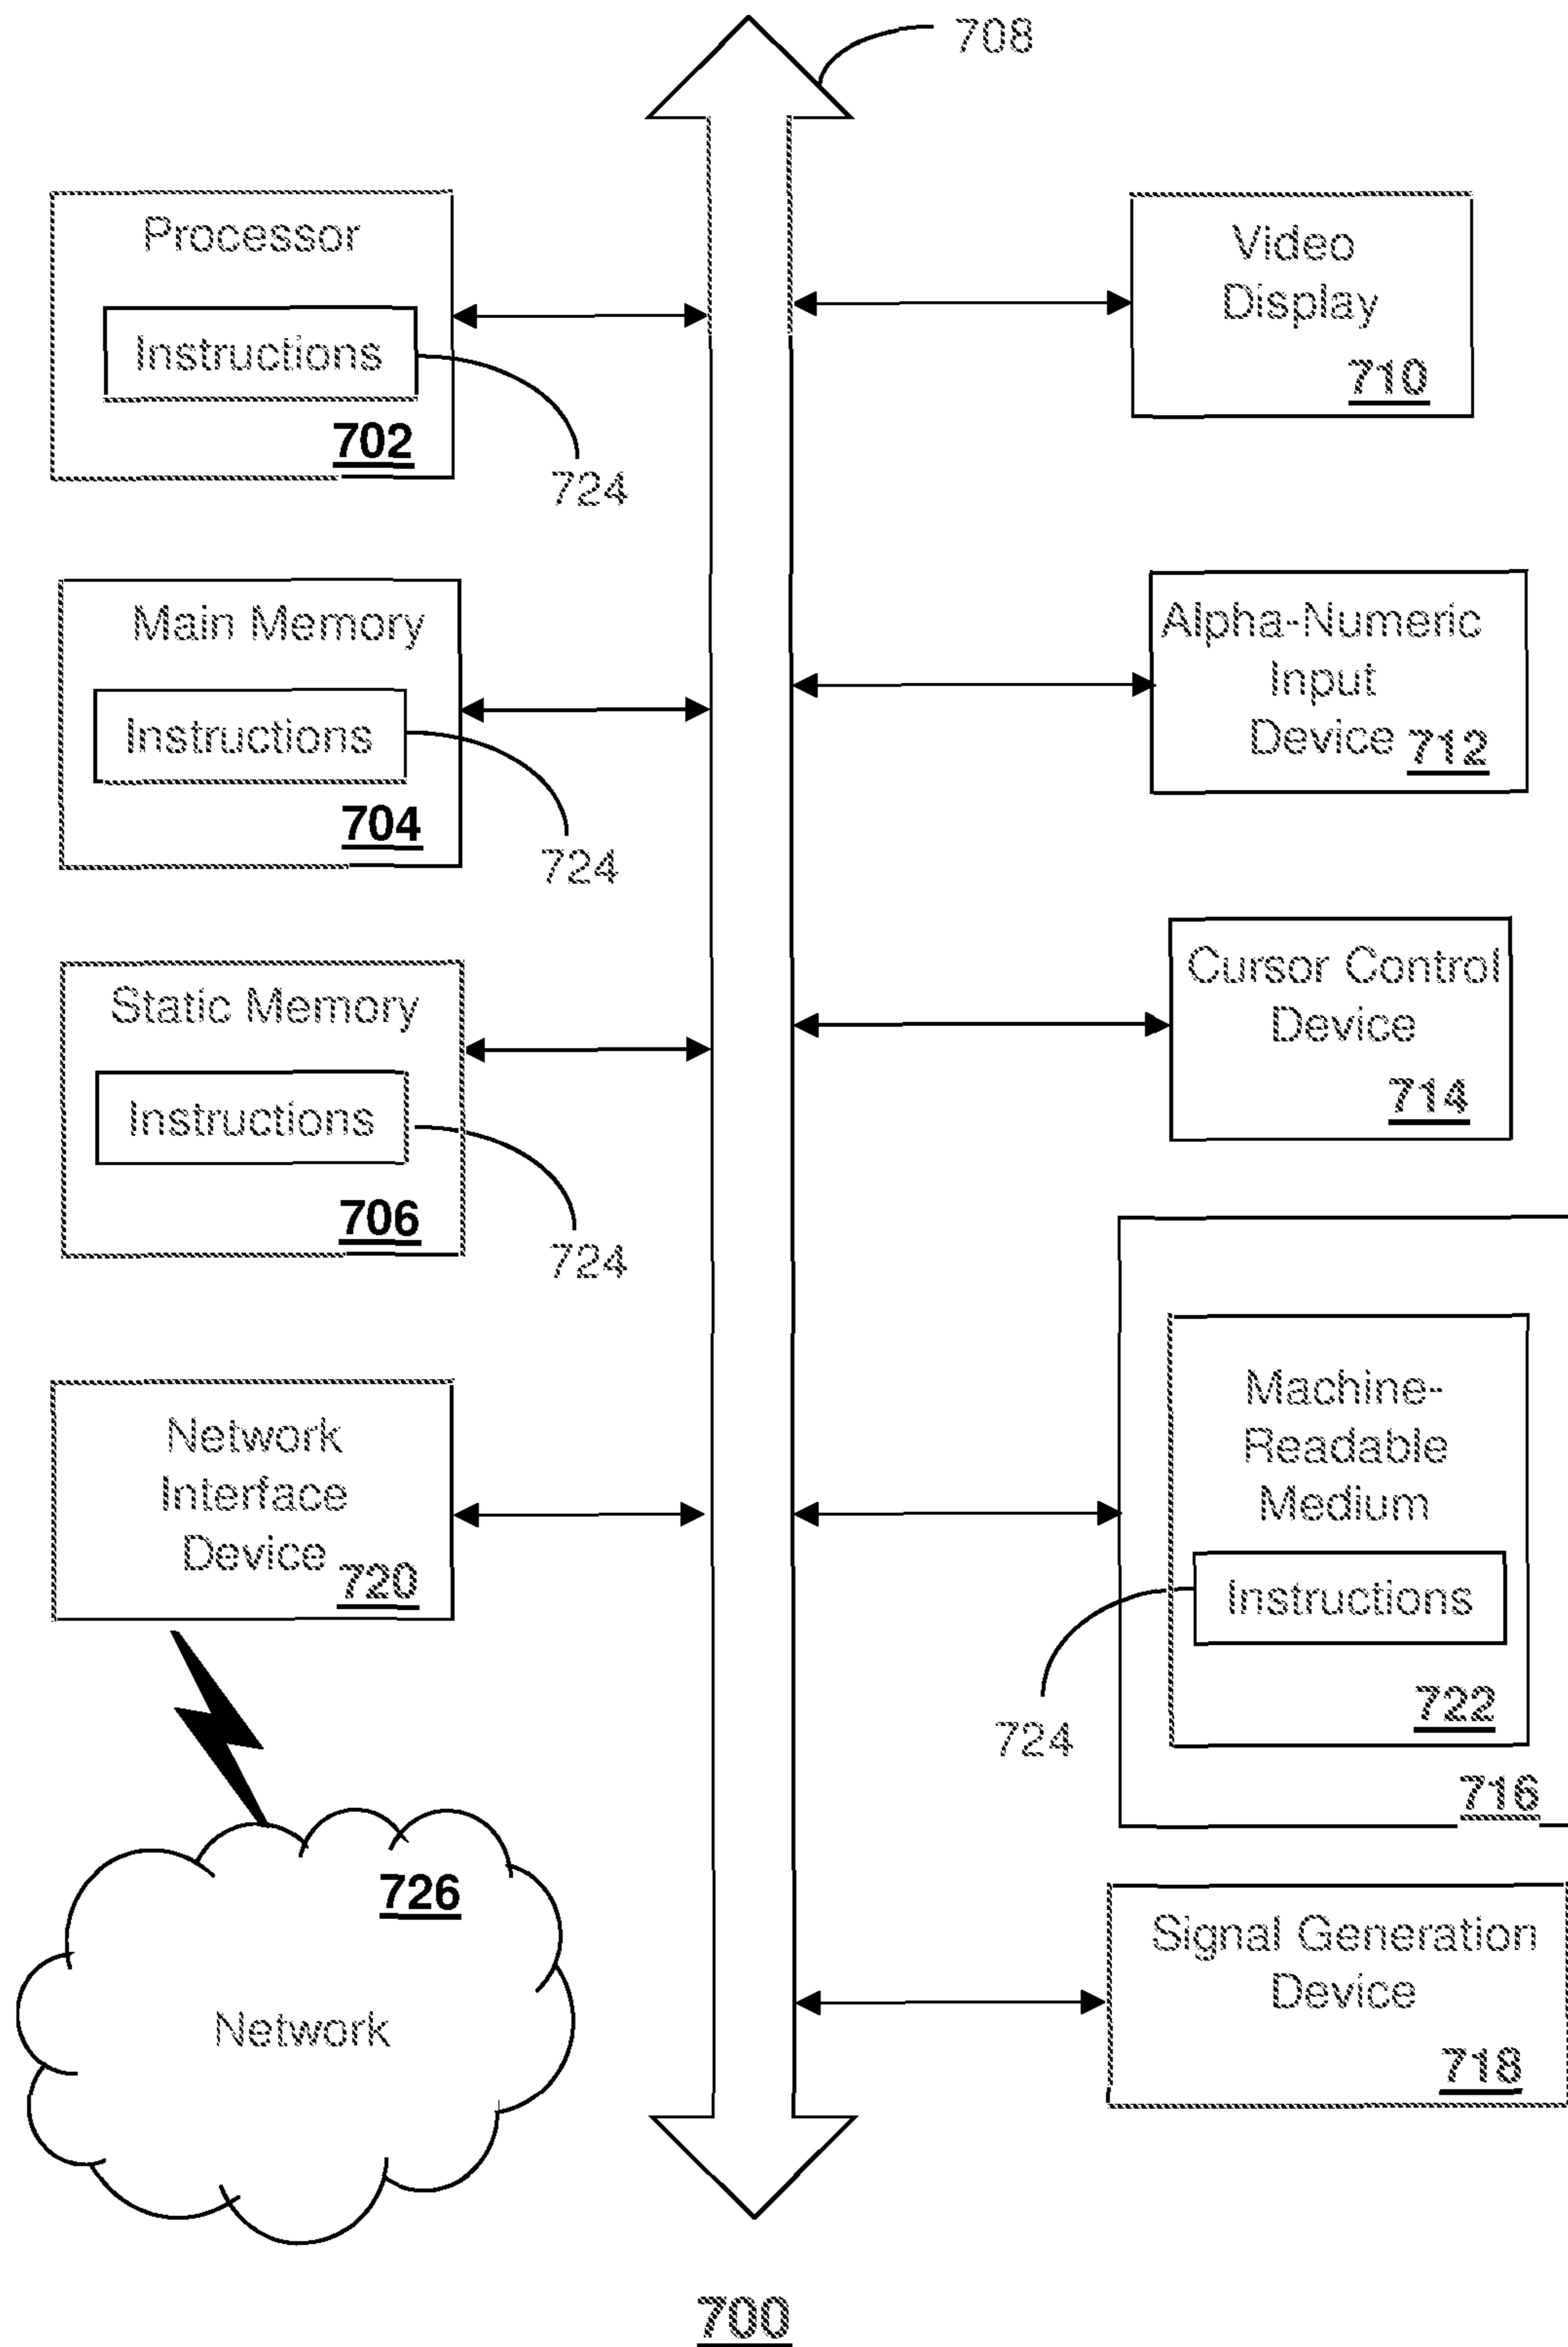 708
Processor
Instructions
702
724
Main Memory
Instructions
704
724
Static Memory
Instructions
706
724
Network
Interface
Device
720
726
Network
Video
Display
710
Alpha-Numeric
Input
Device
712
Cursor Control
Device
714
Machine-
Readable
Medium
Instructions
722
724
716
Signal Generation
Device
718
700